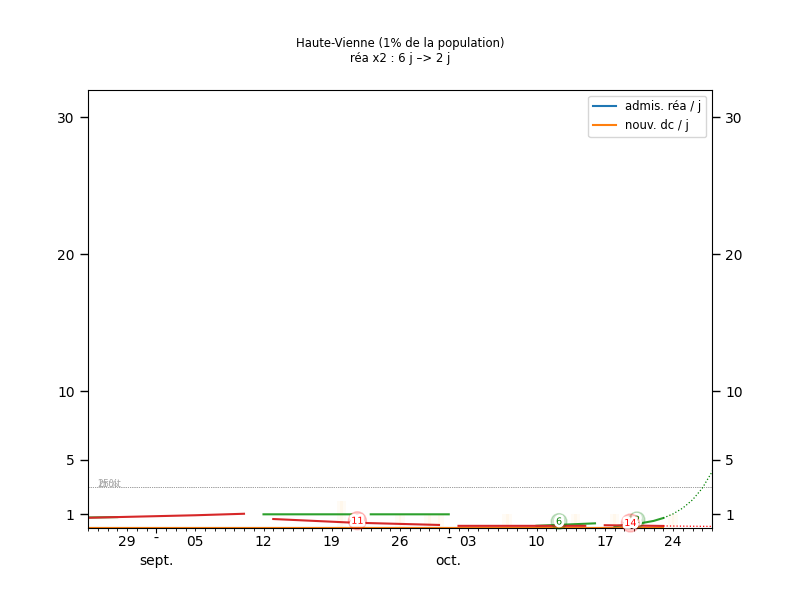 Haute-Vienne (1% de la population)
réa x2 : 6 j –> 2 j
admis. réa / j
nouv. dc / j
30 30
20 20
10 10
5 5
1 1
11 6 14
29 - 05 12 19 26 - 03 10 17 24
sept. oct.